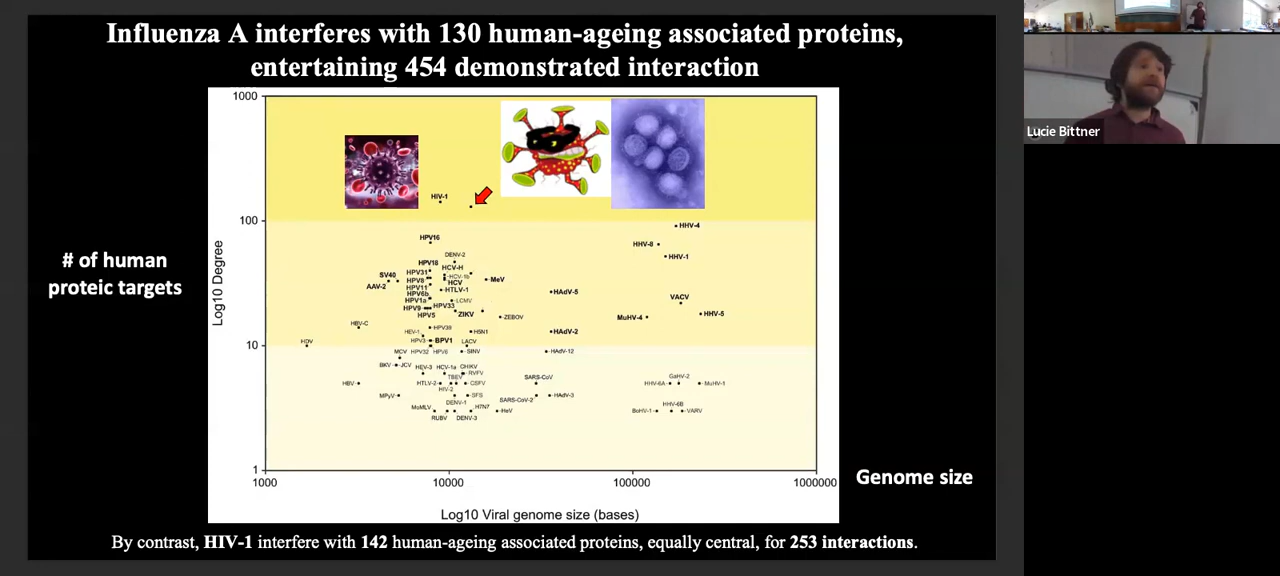 Influenza A interferes with 130 human-ageing associated proteins,
entertaining 454 demonstrated interaction
Lucie Bittner
# of human
proteic targets
Log10 Degree
1000
100
10
1
HIV-1
HHV-4
HPV16
HHV-8
HHV-1
DENV-2
HPV18
HCV-H
HPV31
HCV-1b
SV40
HPV8
HCV
MeV
AAV-2
HPV11
HTLV-1
HAdV-5
HPV6b
HPV1a
LCMV
VACV
HPV9
HPV33
HPV5
ZIKV
ZEBOV
MuHV-4
HHV-5
HBV-C
HPV38
HEV-1
H5N1
HAdV-2
HDV
HPV3
BPV1
LACV
MCV
HPV32
HPV6
SINV
HAdV-12
BKV
JCV
HEV-3
HCV-1a
CHIKV
RVFV
TBEV
SARS-CoV
GaHV-2
HBV
HTLV-2
CSFV
HHV-6A
MuHV-1
HIV-2
MPyV
SFS
SARS-CoV-2
HAdV-3
DENV-1
HHV-6B
MoMLV
H7N7
HeV
BoHV-1
VARV
RUBV
DENV-3
1000
10000
100000
1000000
Genome size
Log10 Viral genome size (bases)
By contrast, HIV-1 interfere with 142 human-ageing associated proteins, equally central, for 253 interactions.